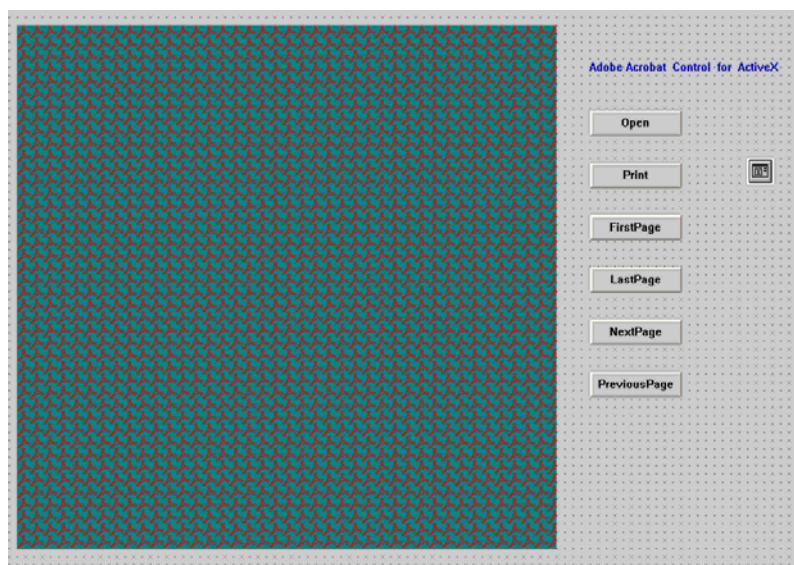 Adobe Acrobat Control for ActiveX
Open
Print
FirstPage
LastPage
NextPage
PreviousPage